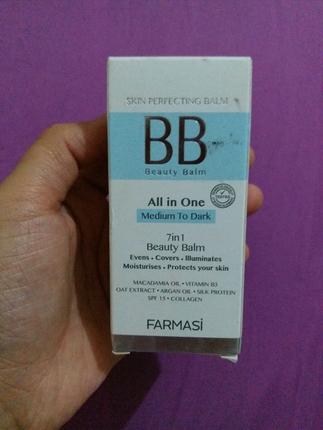 SKIN PERFECTING BALM
BB
Beauty Balm
All in One
Medium To Dark
7in1
Beauty Balm
Evens • Covers • Illuminates
Moisturises • Protects your skin
MACADAMIA OIL • VITAMIN B3
OAT EXTRACT • ARGAN OIL • SILK PROTEIN
SPF 15 • COLLAGEN
FARMASi